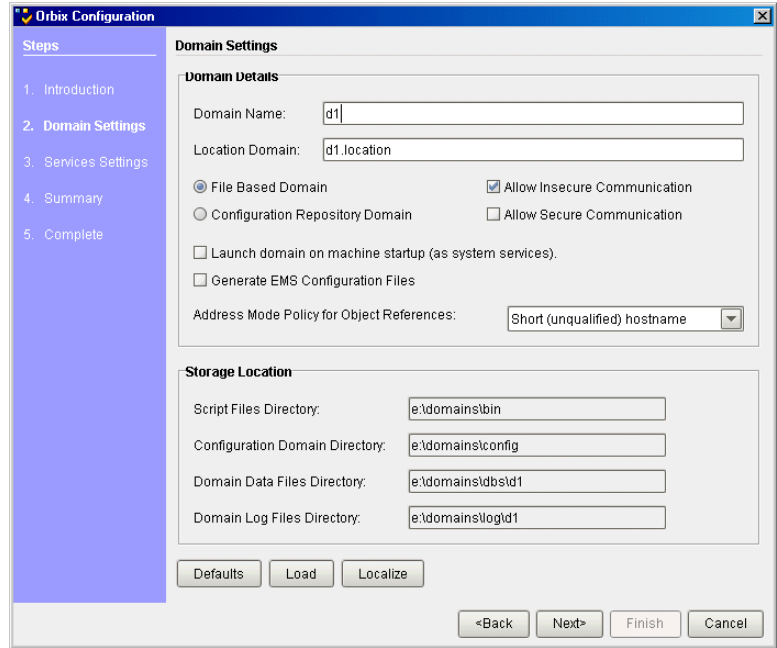 Orbix Configuration
Steps
1. Introduction
2. Domain Settings
3. Services Settings
4. Summary
5. Complete
Domain Settings
Domain Details
Domain Name: d1
Location Domain: d1.location
File Based Domain
Allow Insecure Communication
Configuration Repository Domain
Allow Secure Communication
Launch domain on machine startup (as system services).
Generate EMS Configuration Files
Address Mode Policy for Object References: Short (unqualified) hostname
Storage Location
Script Files Directory: e:\domains\bin
Configuration Domain Directory: e:\domains\config
Domain Data Files Directory: e:\domains\dbs\d1
Domain Log Files Directory: e:\domains\log\d1
Defaults Load Localize
<Back Next> Finish Cancel